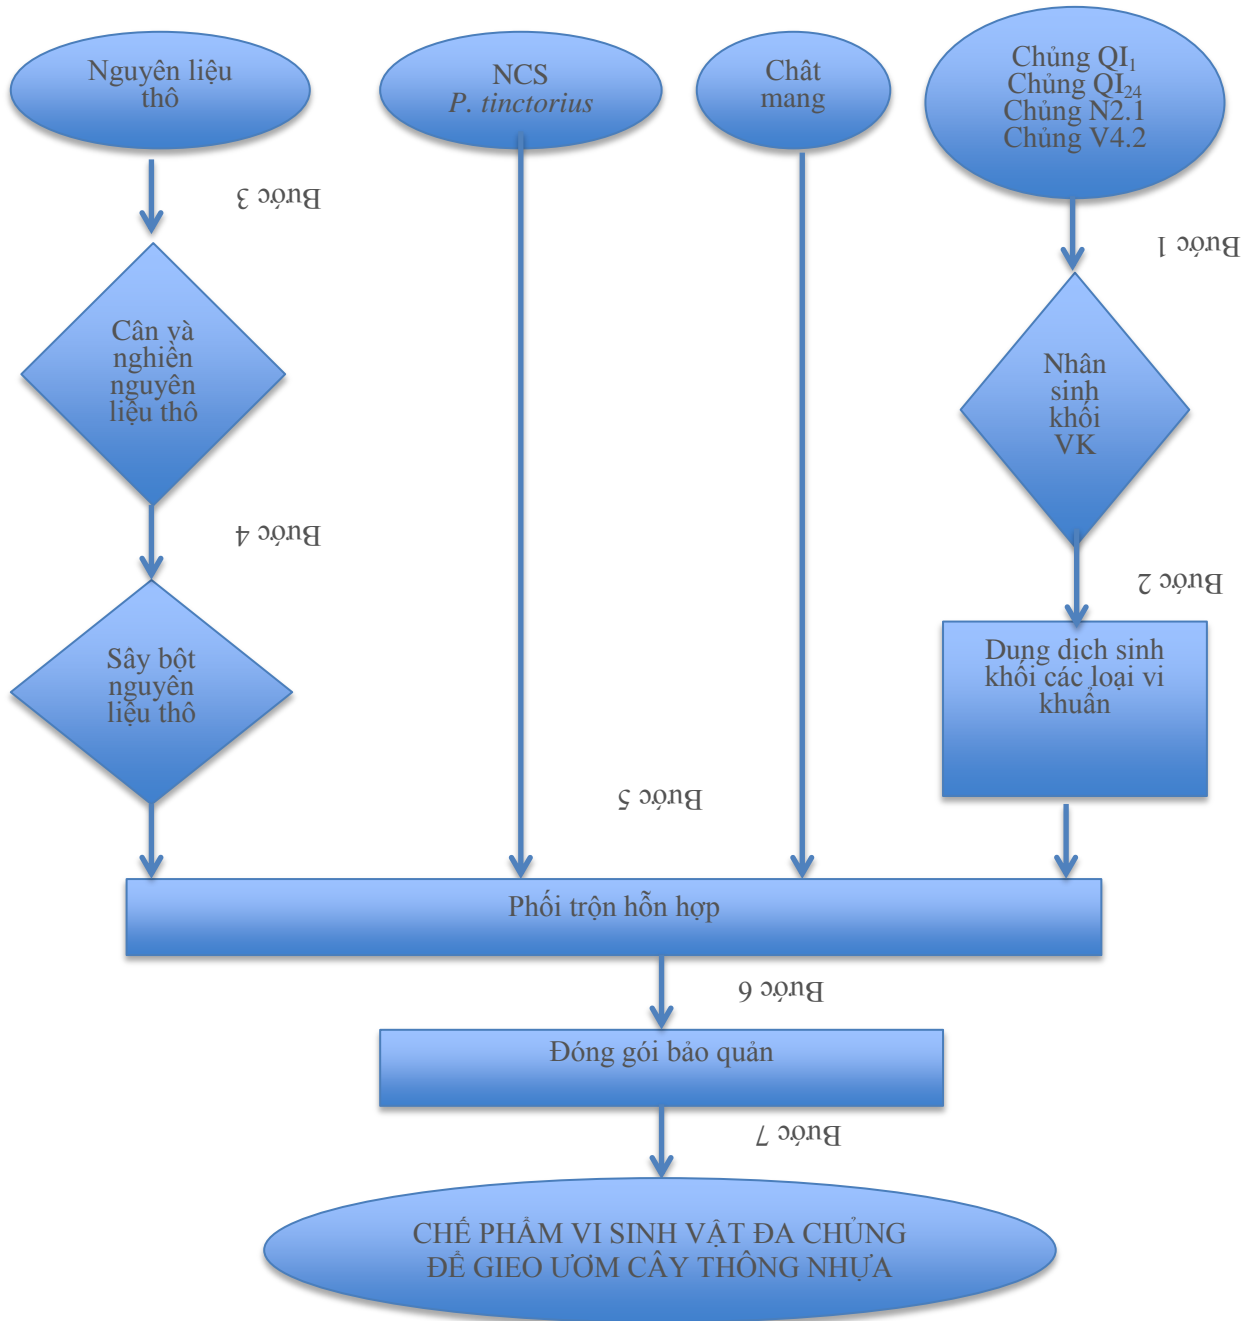 Nguyên liệu
thô
NCS
P. tinctorius
Chât
mang
Chủng QI₁
Chủng QI₂₄
Chủng N2.1
Chủng V4.2
Bước 3
Bước 1
Cân và
nghiền
nguyên
liệu thô
Nhân
sinh
khối
VK
Bước 4
Bước 2
Sây bột
nguyên
liệu thô
Dung dịch sinh
khối các loại vi
khuẩn
Bước 5
Phối trộn hỗn hợp
Bước 6
Đóng gói bảo quản
Bước 7
CHẾ PHẨM VI SINH VẬT ĐA CHỦNG
ĐỂ GIEO ƯƠM CÂY THÔNG NHỰA